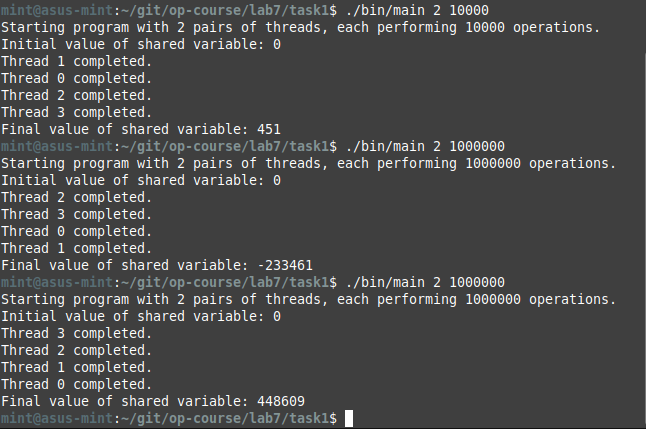 mint@asus-mint:~/git/op-course/lab7/task1$ ./bin/main 2 10000
Starting program with 2 pairs of threads, each performing 10000 operations.
Initial value of shared variable: 0
Thread 1 completed.
Thread 0 completed.
Thread 2 completed.
Thread 3 completed.
Final value of shared variable: 451
mint@asus-mint:~/git/op-course/lab7/task1$ ./bin/main 2 1000000
Starting program with 2 pairs of threads, each performing 1000000 operations.
Initial value of shared variable: 0
Thread 2 completed.
Thread 3 completed.
Thread 0 completed.
Thread 1 completed.
Final value of shared variable: -233461
mint@asus-mint:~/git/op-course/lab7/task1$ ./bin/main 2 1000000
Starting program with 2 pairs of threads, each performing 1000000 operations.
Initial value of shared variable: 0
Thread 3 completed.
Thread 2 completed.
Thread 1 completed.
Thread 0 completed.
Final value of shared variable: 448609
mint@asus-mint:~/git/op-course/lab7/task1$